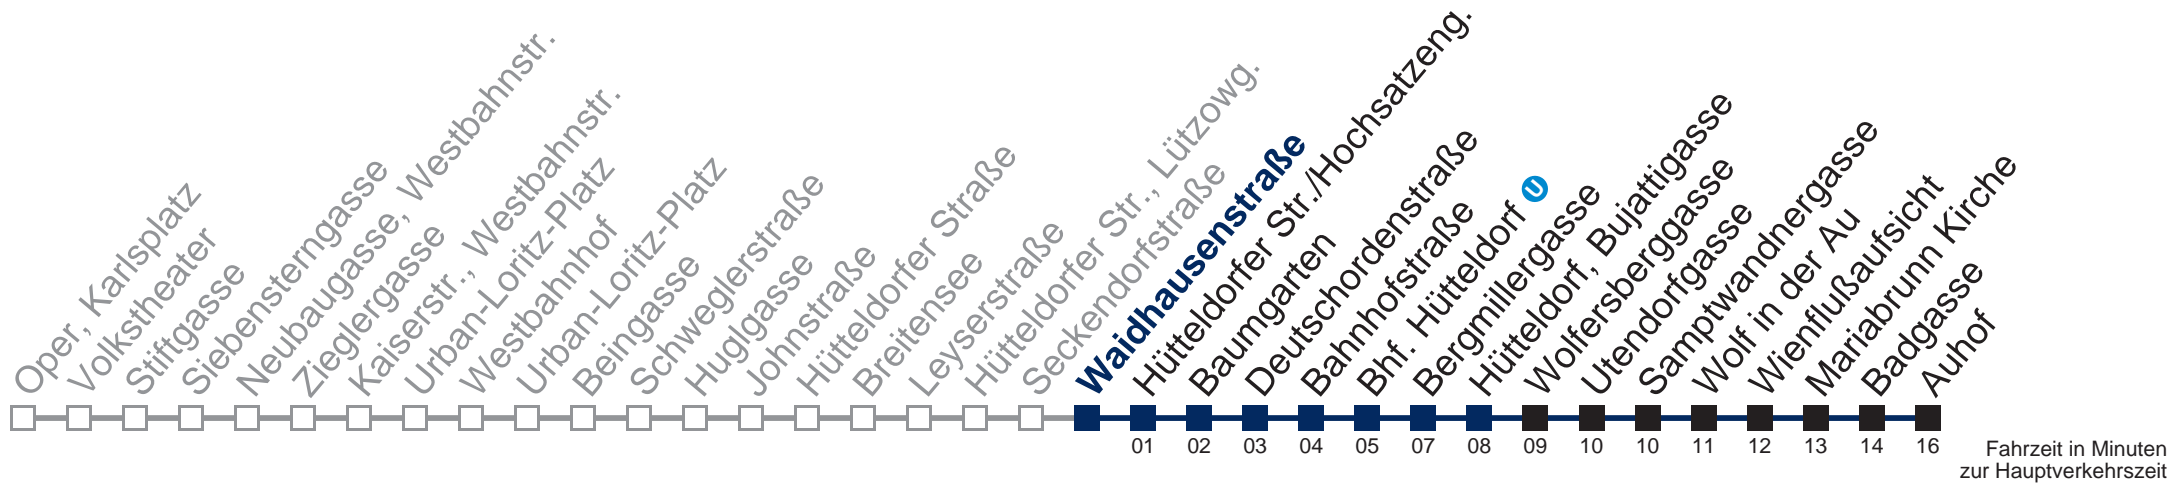 Oper, Karlsplatz
Volkstheater
Stiftgasse
Siebensterngasse
Neubaugasse, Westbahnstr.
Zieglergasse
Kaiserstr., Westbahnstr.
Urban-Loritz-Platz
Westbahnhof
Urban-Loritz-Platz
Beingasse
Schweglerstraße
Huglgasse
Johnstraße
Hütteldorfer Straße
Breitensee
Leyserstraße
Hütteldorfer Str., Lützowg.
Seckendorfstraße
Waidhausenstraße
Hütteldorfer Str./Hochsatzeng.
Baumgarten
Deutschordenstraße
Bahnhofstraße
Bhf. Hütteldorf U
Bergmillergasse
Hütteldorf, Bujattigasse
Wolfersberggasse
Utendorfgasse
Samptwandnergasse
Wolf in der Au
Wienflußaufsicht
Mariabrunn Kirche
Badgasse
Auhof
01 02 03 04 05 07 08 09 10 10 11 12 13 14 16
Fahrzeit in Minuten
zur Hauptverkehrszeit